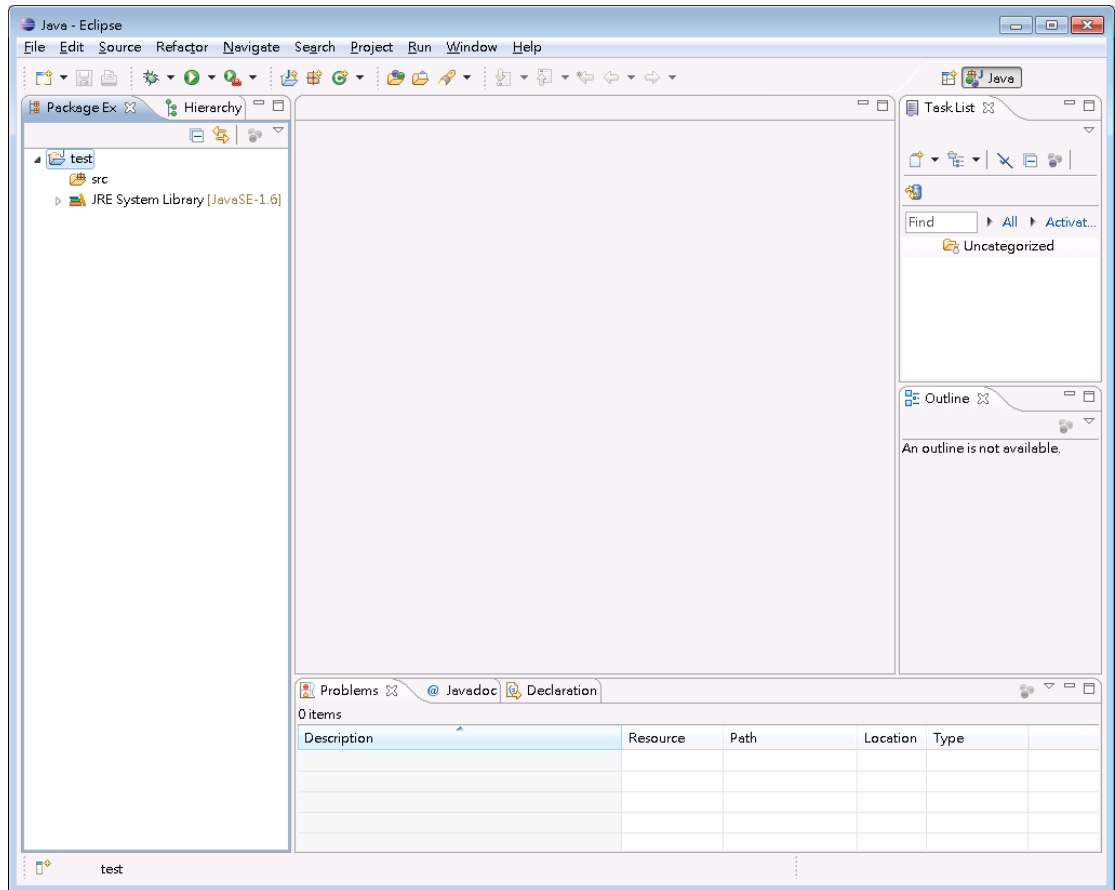 Java - Eclipse
File Edit Source Refactor Navigate Search Project Run Window Help
Java
Package Ex Hierarchy
Task List
test
src
JRE System Library [JavaSE-1.6]
Find All Activat...
Uncategorized
Outline
An outline is not available.
Problems @ Javadoc Declaration
0 items
Description Resource Path Location Type
test